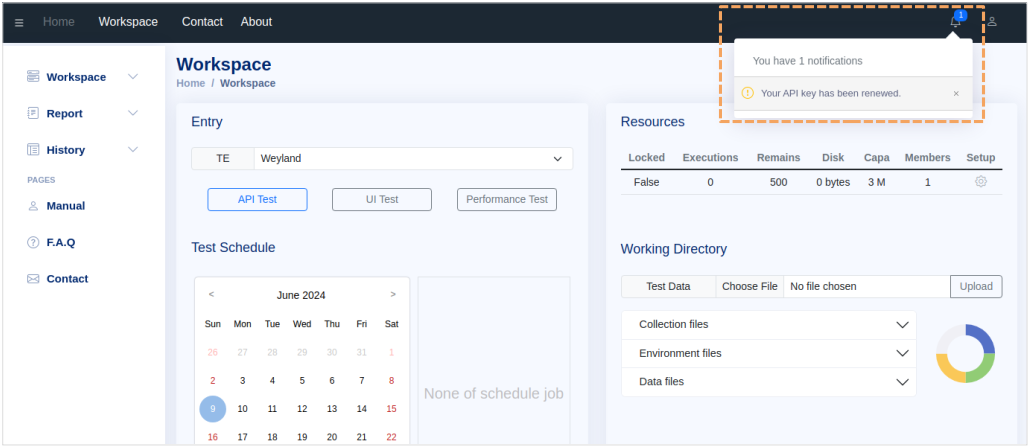 Home Workspace Contact About 1
You have 1 notifications
Your API key has been renewed. ×
Workspace
Report
History
PAGES
Manual
F.A.Q
Contact
Workspace
Home / Workspace
Entry
TE Weyland
API Test UI Test Performance Test
Test Schedule
< June 2024 >
Sun Mon Tue Wed Thu Fri Sat
26 27 28 29 30 31 1
2 3 4 5 6 7 8
9 10 11 12 13 14 15
16 17 18 19 20 21 22
None of schedule job
Resources
Locked Executions Remains Disk Capa Members Setup
False 0 500 0 bytes 3 M 1
Working Directory
Test Data Choose File No file chosen Upload
Collection files
Environment files
Data files